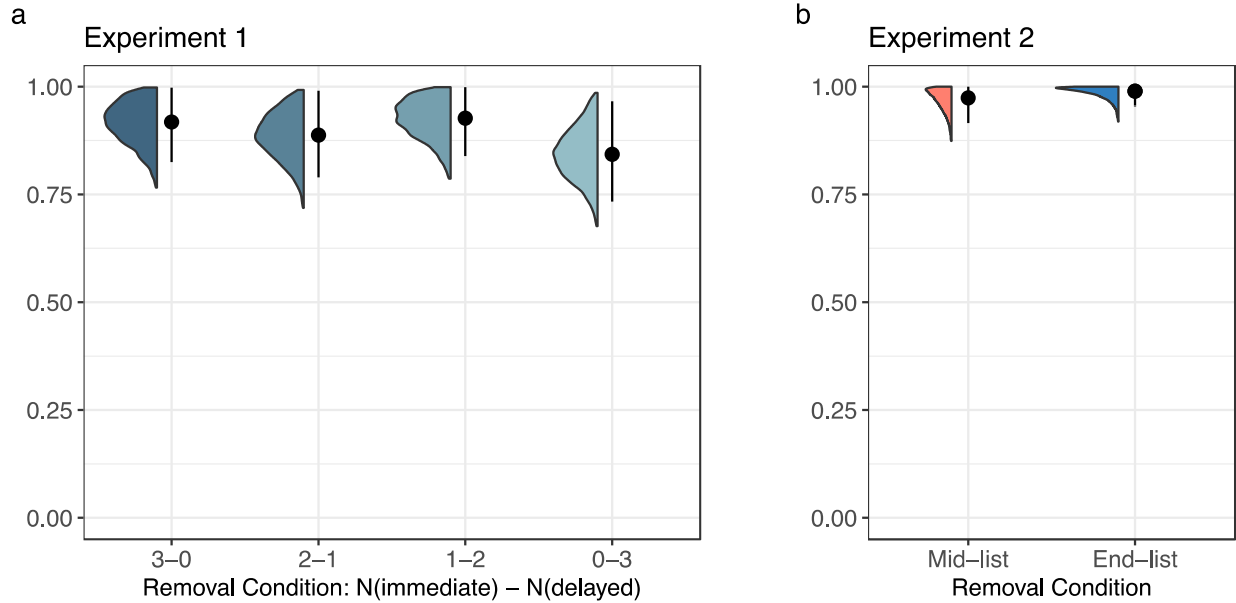 a
Experiment 1
1.00
0.75
0.50
0.25
0.00
3–0 2–1 1–2 0–3
Removal Condition: N(immediate) – N(delayed)
b
Experiment 2
1.00
0.75
0.50
0.25
0.00
Mid–list End–list
Removal Condition